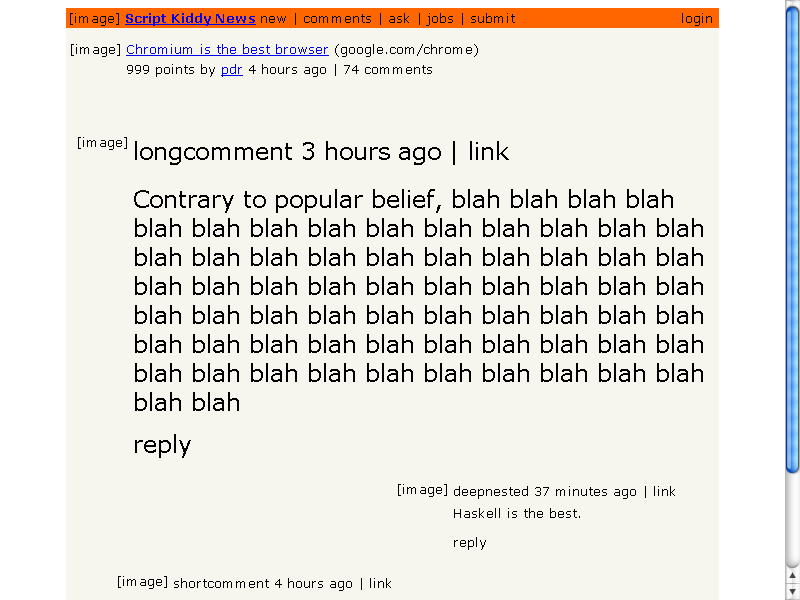 [image] Script Kiddy News new | comments | ask | jobs | submit login
[image] Chromium is the best browser (google.com/chrome)
999 points by pdr 4 hours ago | 74 comments
[image] longcomment 3 hours ago | link
Contrary to popular belief, blah blah blah blah
blah blah blah blah blah blah blah blah blah blah
blah blah blah blah blah blah blah blah blah blah
blah blah blah blah blah blah blah blah blah blah
blah blah blah blah blah blah blah blah blah blah
blah blah blah blah blah blah blah blah blah blah
blah blah blah blah blah blah blah blah blah blah
blah blah
reply
[image] deepnested 37 minutes ago | link
Haskell is the best.
reply
[image] shortcomment 4 hours ago | link